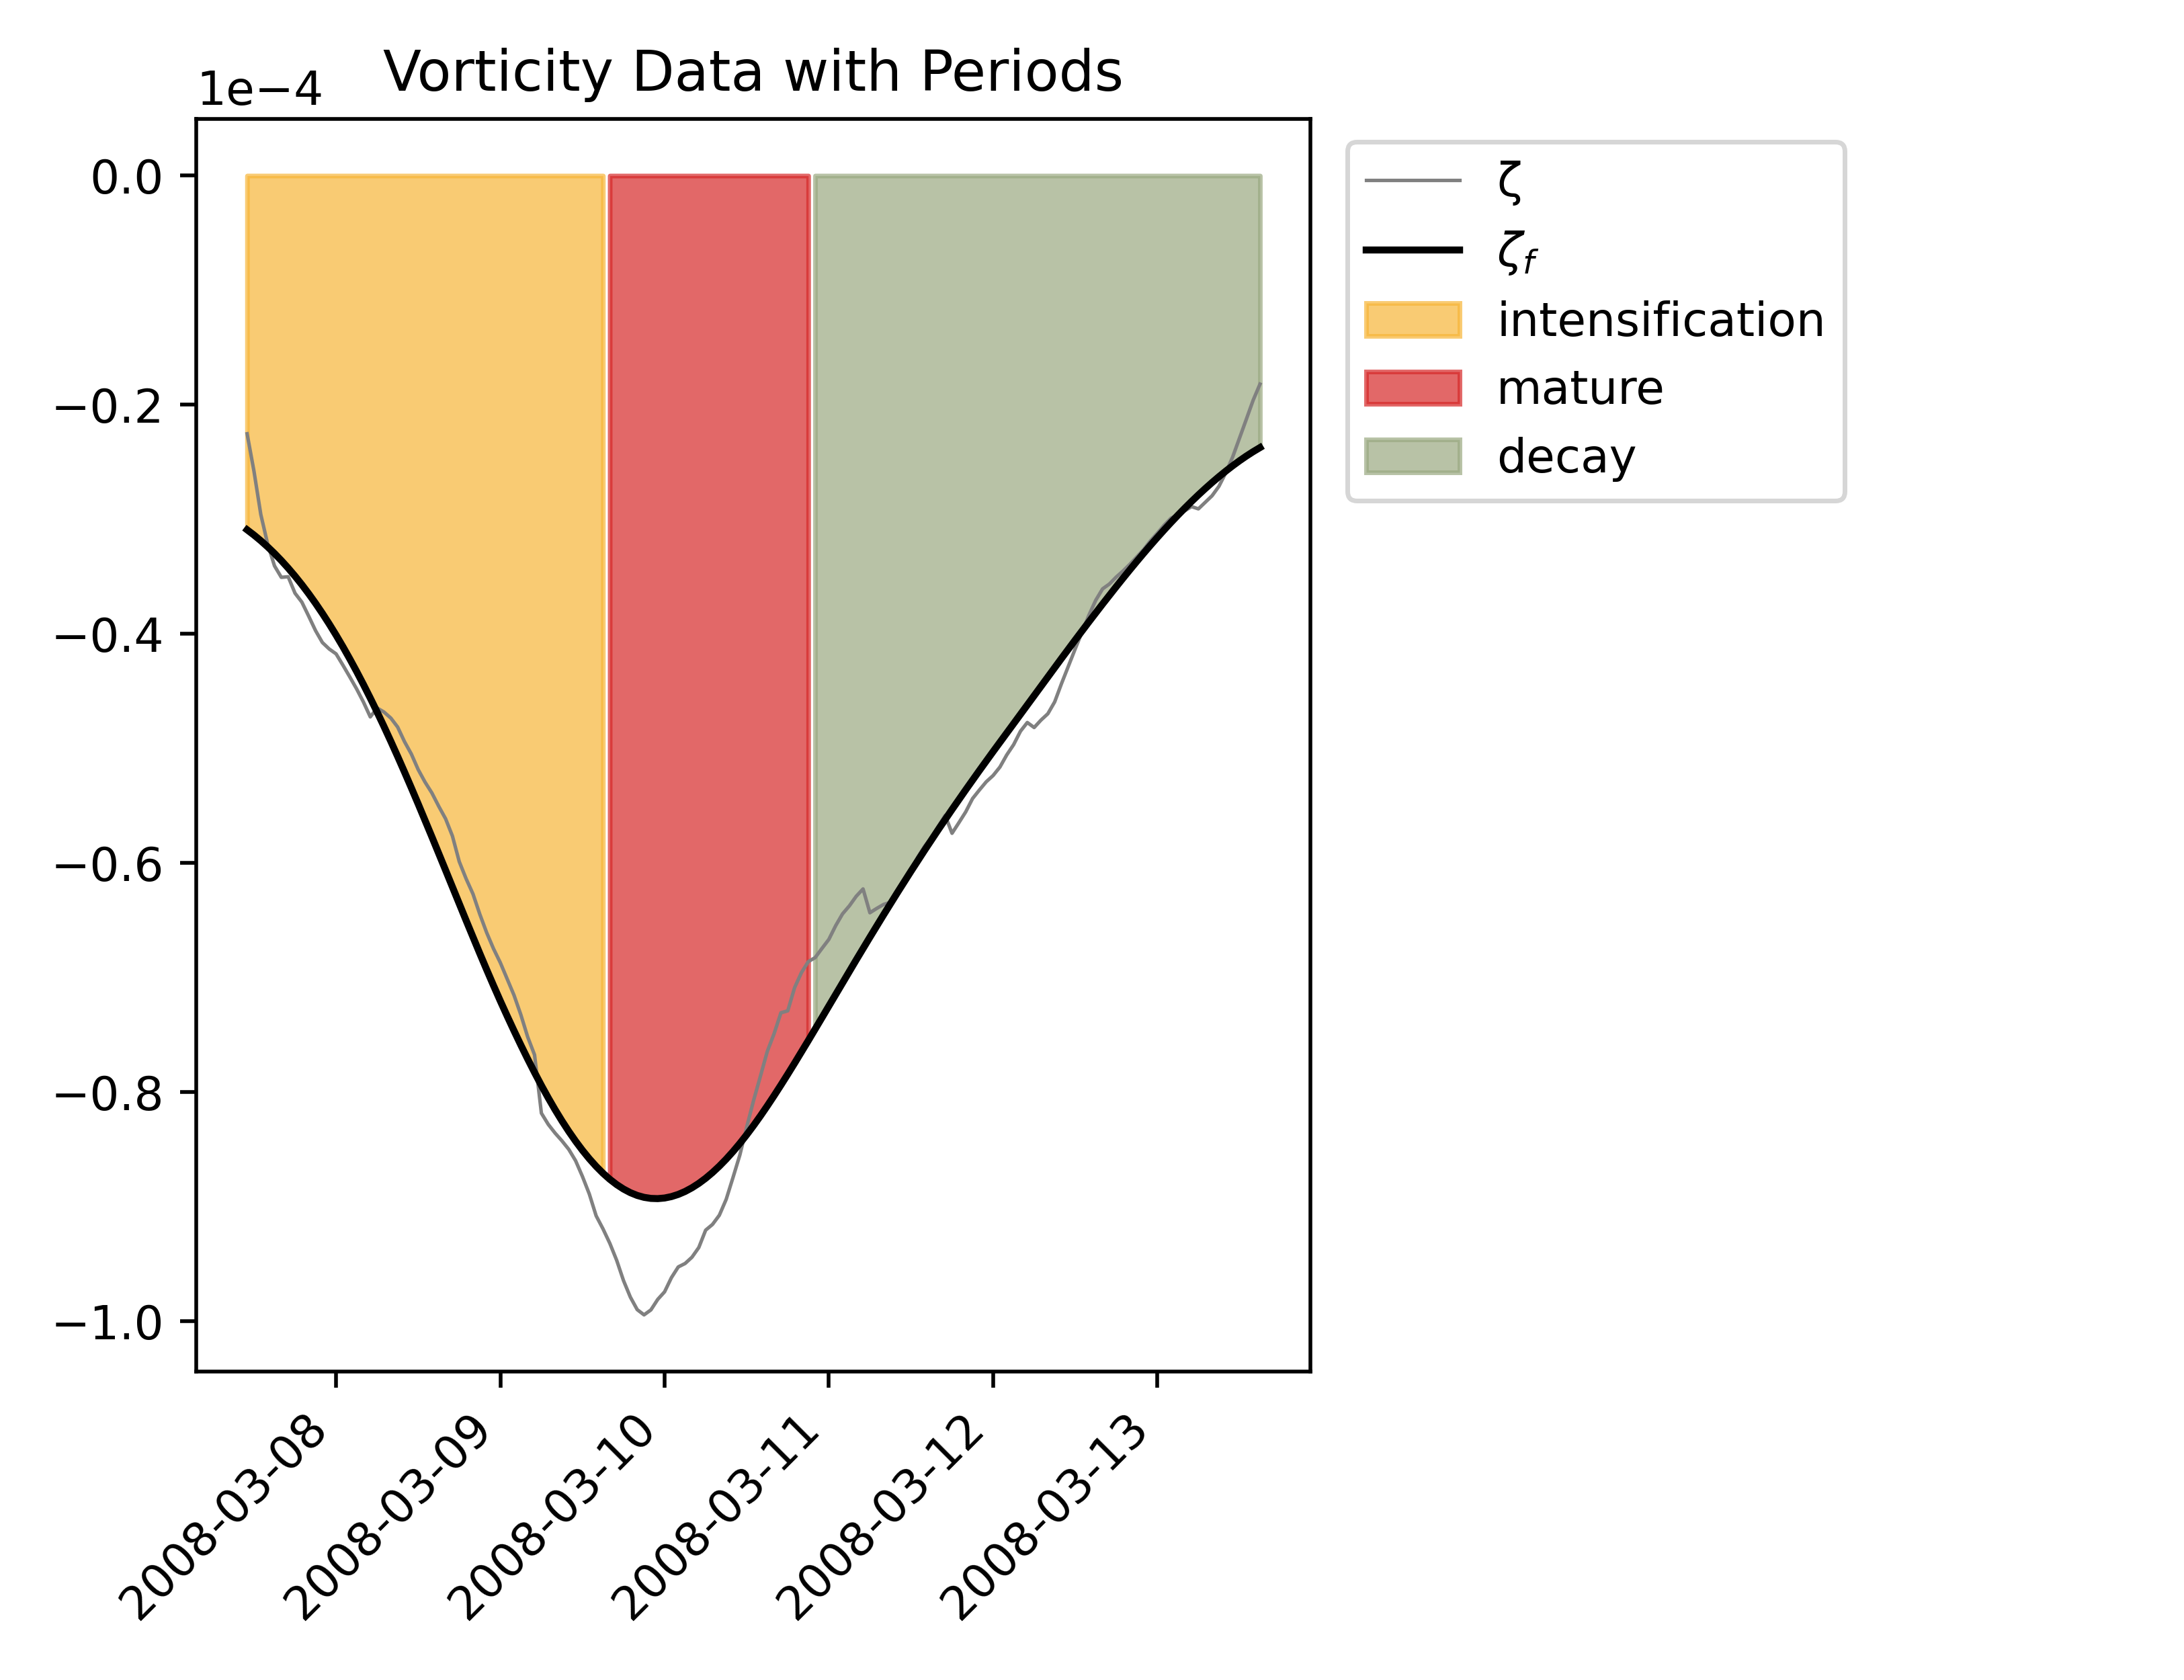 Vorticity Data with Periods
1e−4
0.0
−0.2
−0.4
−0.6
−0.8
−1.0
2008-03-08
2008-03-09
2008-03-10
2008-03-11
2008-03-12
2008-03-13
ζ
ζf
intensification
mature
decay